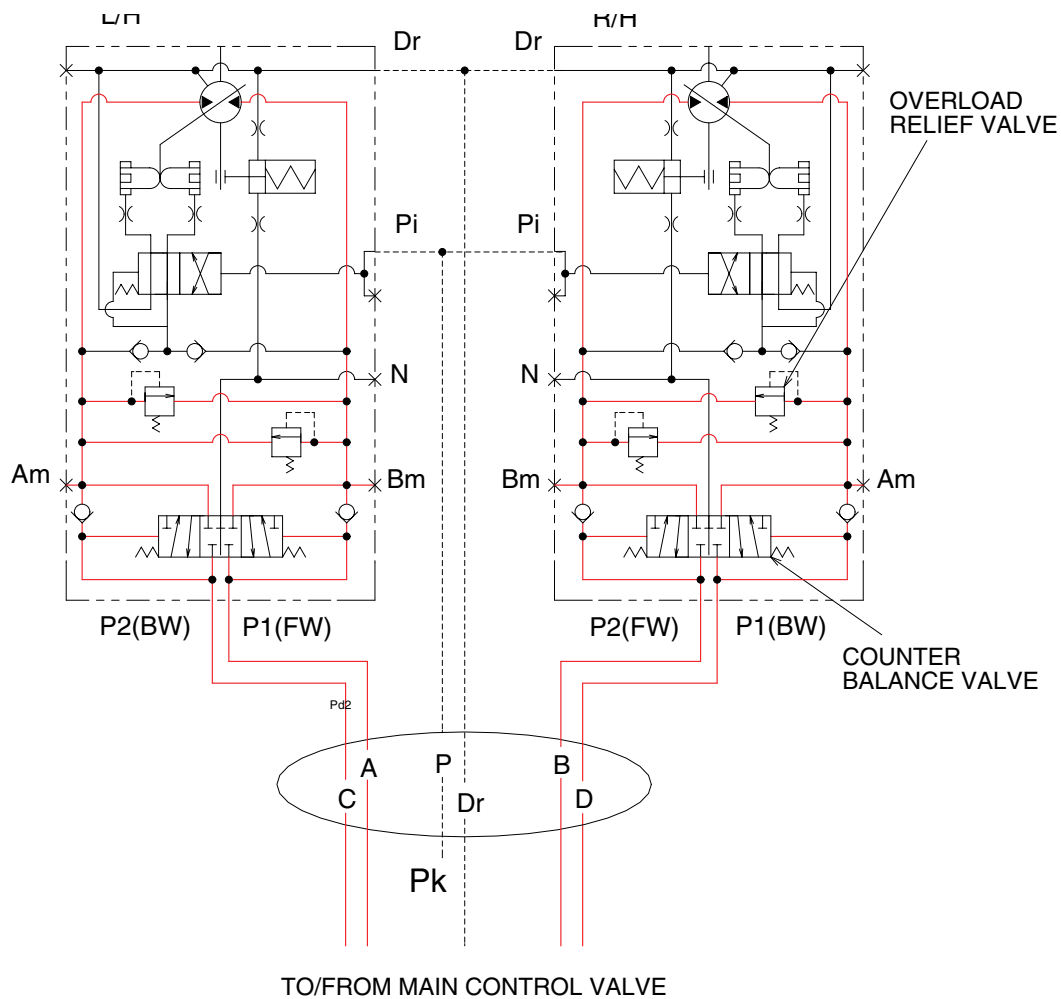 L/H
R/H
Dr
Dr
OVERLOAD
RELIEF VALVE
Pi
Pi
N
N
Am
Bm
Bm
Am
P2(BW)
P1(FW)
P2(FW)
P1(BW)
COUNTER
BALANCE VALVE
Pd2
A
P
B
C
Dr
D
Pk
TO/FROM MAIN CONTROL VALVE